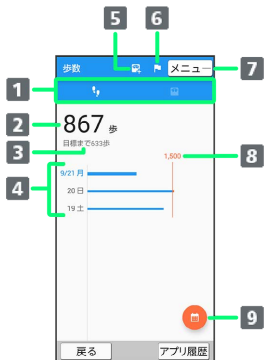 5 6
歩数 メニュー 7
1
2 867 歩
3 目標まで633歩
1,500 8
4 9/21 月
20 日
19 土
9
戻る アプリ履歴